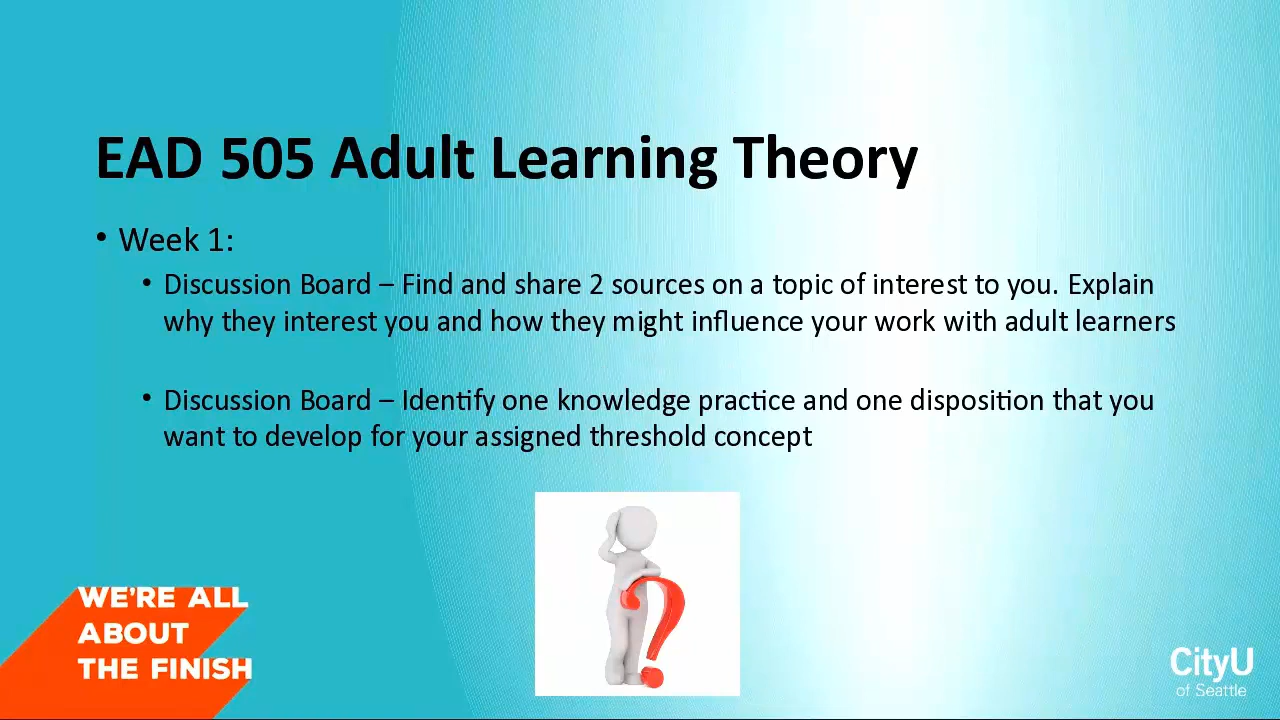 EAD 505 Adult Learning Theory
• Week 1:
• Discussion Board – Find and share 2 sources on a topic of interest to you. Explain
why they interest you and how they might influence your work with adult learners
• Discussion Board – Identify one knowledge practice and one disposition that you
want to develop for your assigned threshold concept
WE'RE ALL
ABOUT
THE FINISH
CityU
of Seattle